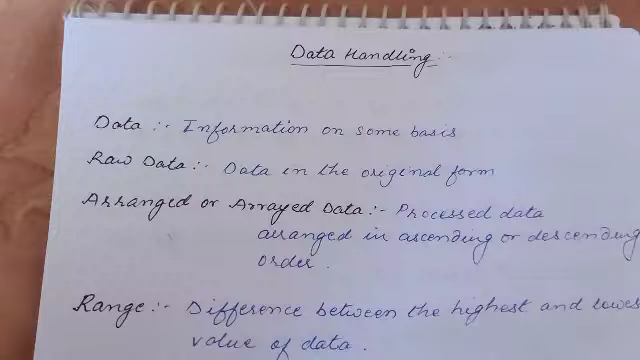 Data Handling :-
Data :- Information on some basis
Raw Data :- Data in the original form
Arranged or Arrayed Data :- Processed data
arranged in ascending or descending
order.
Range :- Difference between the highest and lowes
value of data.